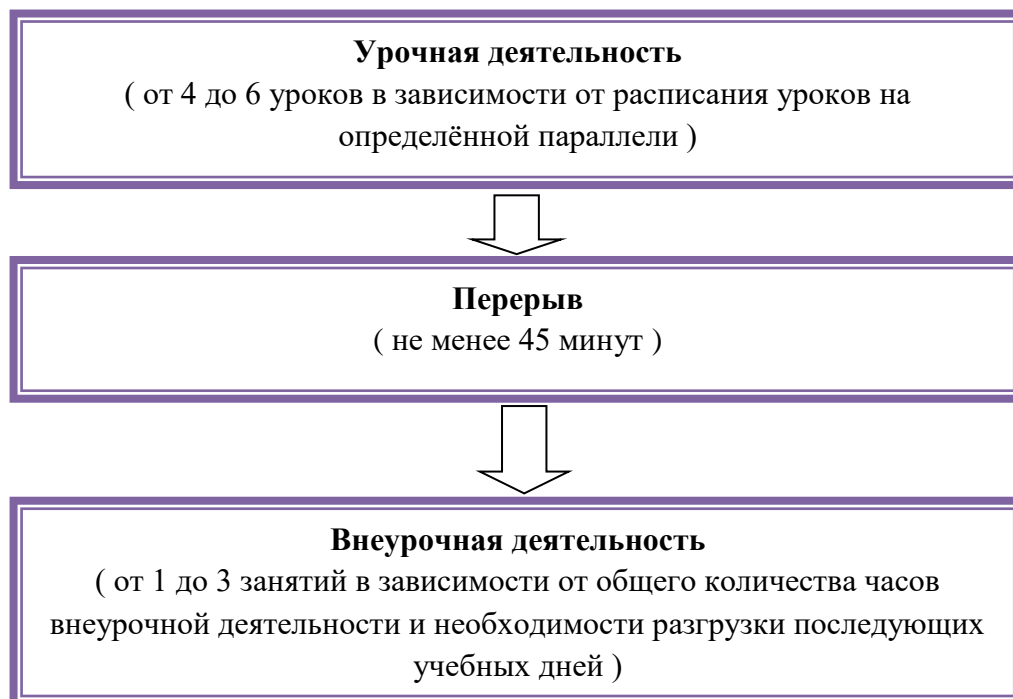 Урочная деятельность
( от 4 до 6 уроков в зависимости от расписания уроков на
определённой параллели )
Перерыв
( не менее 45 минут )
Внеурочная деятельность
( от 1 до 3 занятий в зависимости от общего количества часов
внеурочной деятельности и необходимости разгрузки последующих
учебных дней )